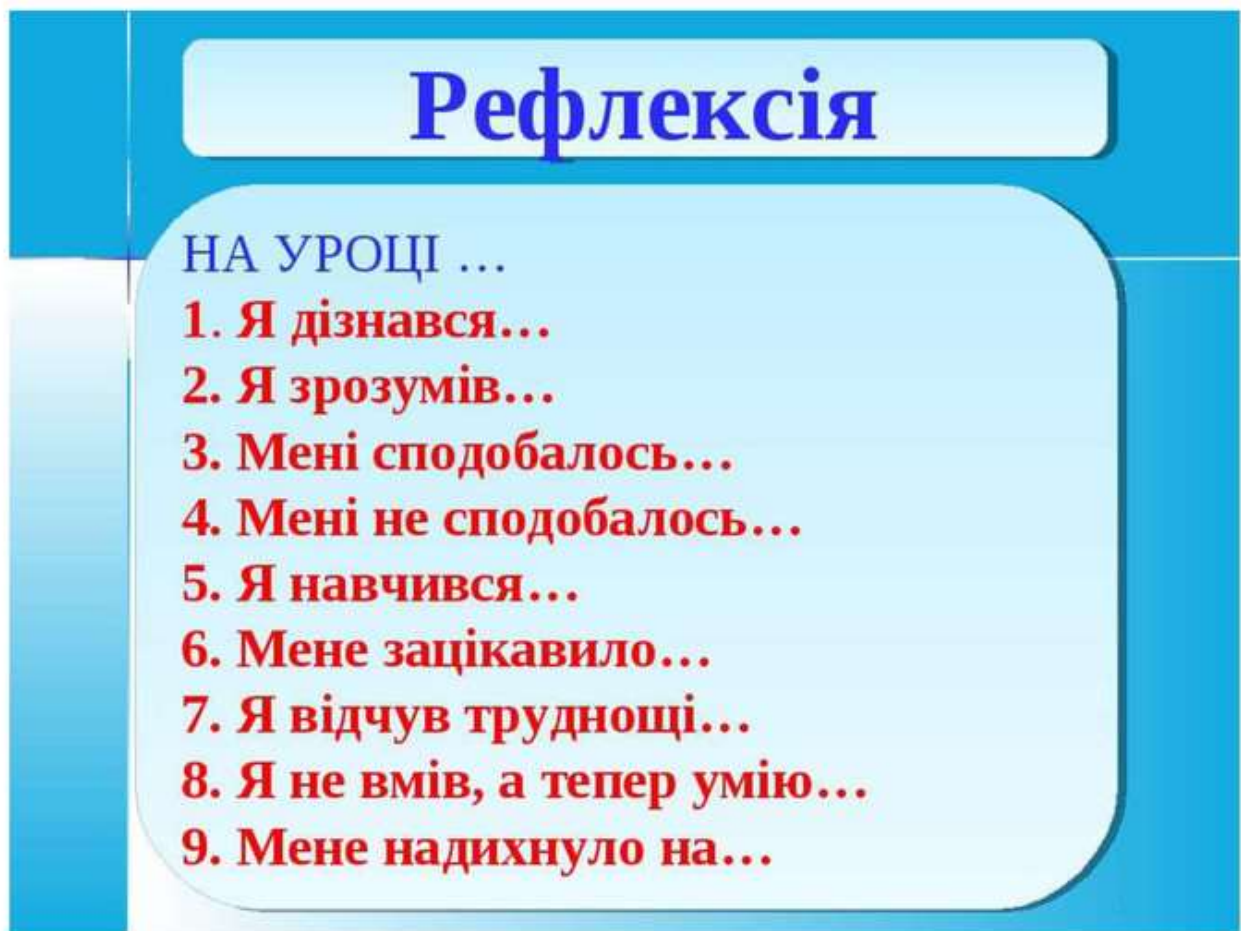 Рефлексія
НА УРОЦІ …
1. Я дізнався…
2. Я зрозумів…
3. Мені сподобалось…
4. Мені не сподобалось…
5. Я навчився…
6. Мене зацікавило…
7. Я відчув труднощі…
8. Я не вмів, а тепер умію…
9. Мене надихнуло на…